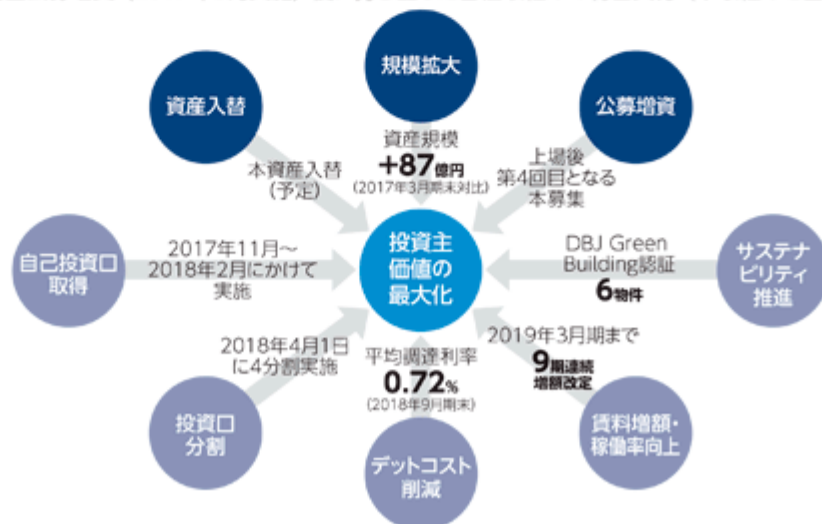 規模拡大
資産規模
+87億円
(2017年3月期末対比)
公募増資
上場後
第4回目となる
本募集
サステナ
ビリティ
推進
DBJ Green
Building認証
6物件
賃料増額・
稼働率向上
2019年3月期まで
9期連続
増額改定
デットコスト
削減
平均調達利率
0.72%
(2018年9月期末)
投資口
分割
2018年4月1日
に4分割実施
自己投資口
取得
2017年11月～
2018年2月にかけて
実施
資産入替
本資産入替
(予定)
投資主
価値の
最大化